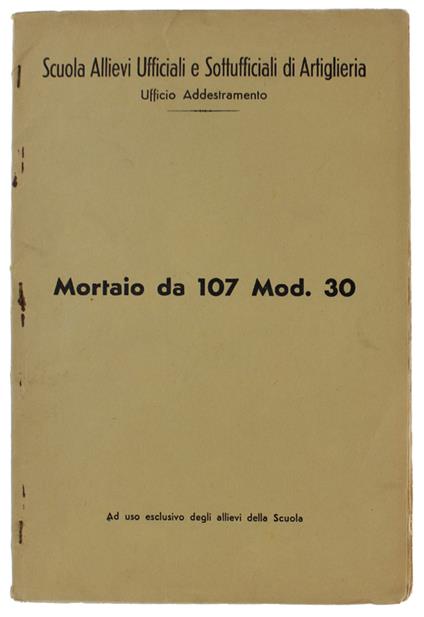 Scuola Allievi Ufficiali e Sottufficiali di Artiglieria
Ufficio Addestramento
Mortaio da 107 Mod. 30
Ad uso esclusivo degli allievi della Scuola